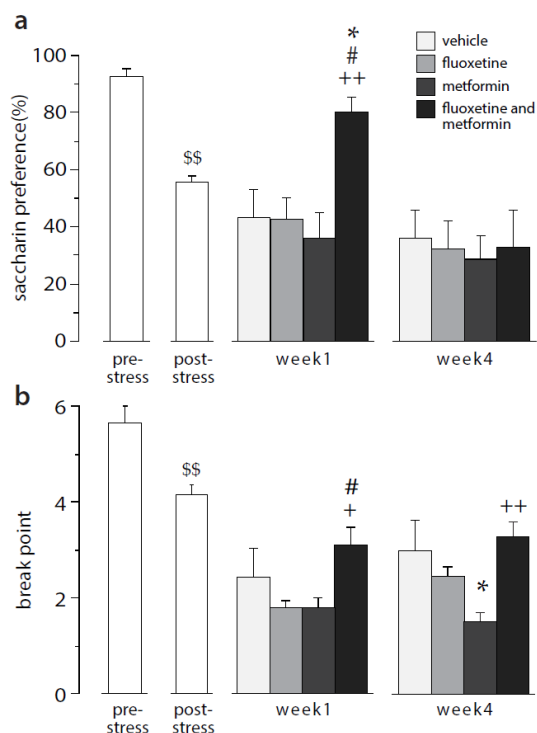 a
100
80
60
40
20
0
saccharin preference(%)
$$
*
#
++
vehicle
fluoxetine
metformin
fluoxetine and
metformin
pre-
stress
post-
stress
week1
week4
b
6
4
2
0
break point
$$
#
+
*
++
pre-
stress
post-
stress
week1
week4